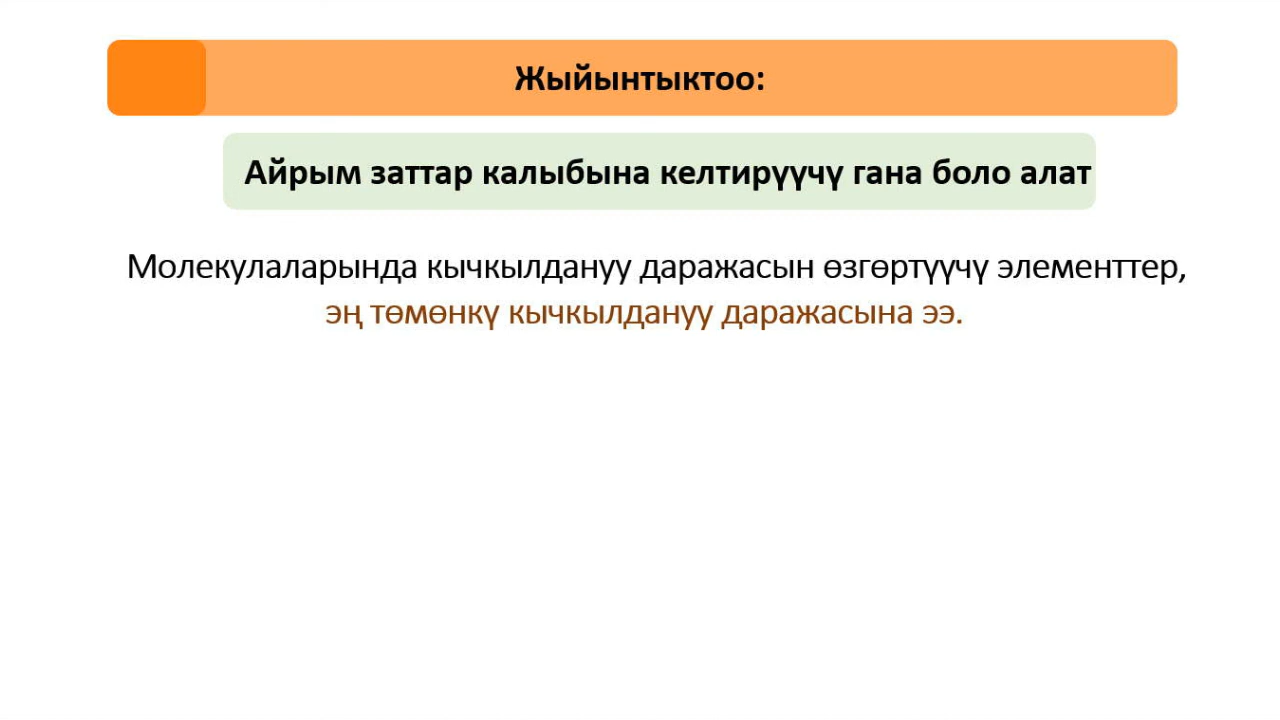 Жыйынтыктоо:
Айрым заттар калыбына келтирүүчү гана боло алат
Молекулаларында кычкылдануу даражасын өзгөртүүчү элементтер,
эң төмөнкү кычкылдануу даражасына ээ.